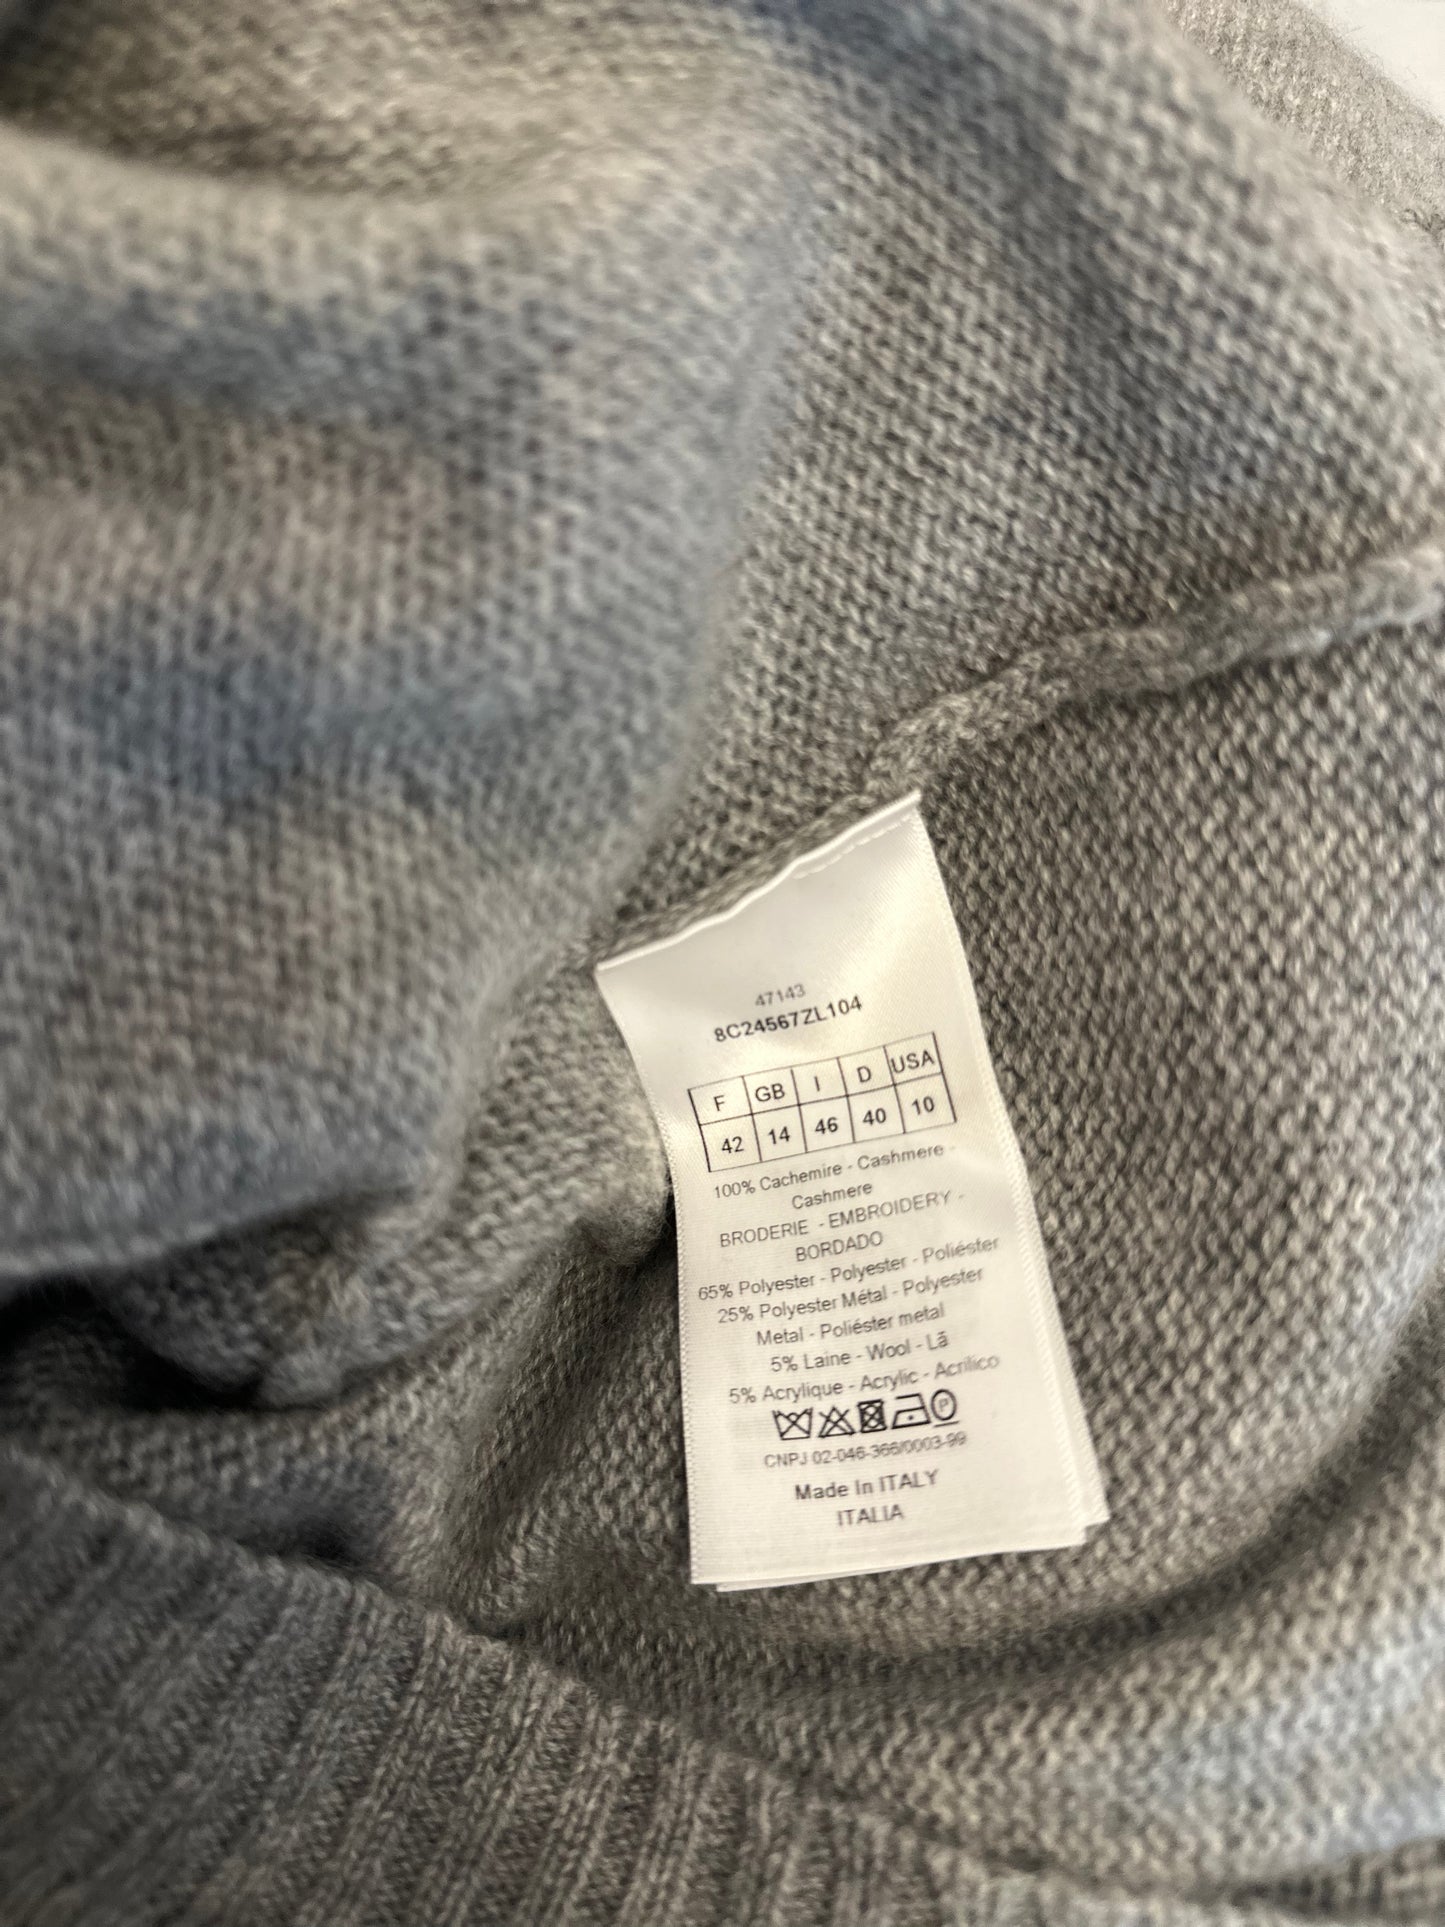 47143
8C24567ZL104
F GB I D USA
42 14 46 40 10
100% Cachemire - Cashmere -
Cashmere
BRODERIE - EMBROIDERY -
BORDADO
65% Polyester - Polyester - Poliéster
25% Polyester Métal - Polyester
Metal - Poliéster metal
5% Laine - Wool - Lã
5% Acrylique - Acrylic - Acrilico
P
CNPJ 02-046-366/0003-99
Made In ITALY
ITALIA